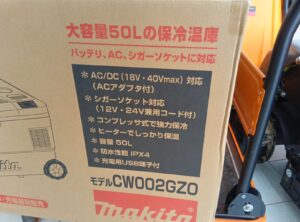 大容量50Lの保冷温庫
バッテリ、AC、シガーソケットに対応
＊AC/DC (18V・40Vmax) 対応
(ACアダプタ付)
＊シガーソケット対応
(12V・24V兼用コード付)
＊コンプレッサ式で強力保冷
＊ヒーターでしっかり保温
＊容量 50L
＊防水性能 IPX4
＊充電用USB端子付
モデル CW002GZO
makita